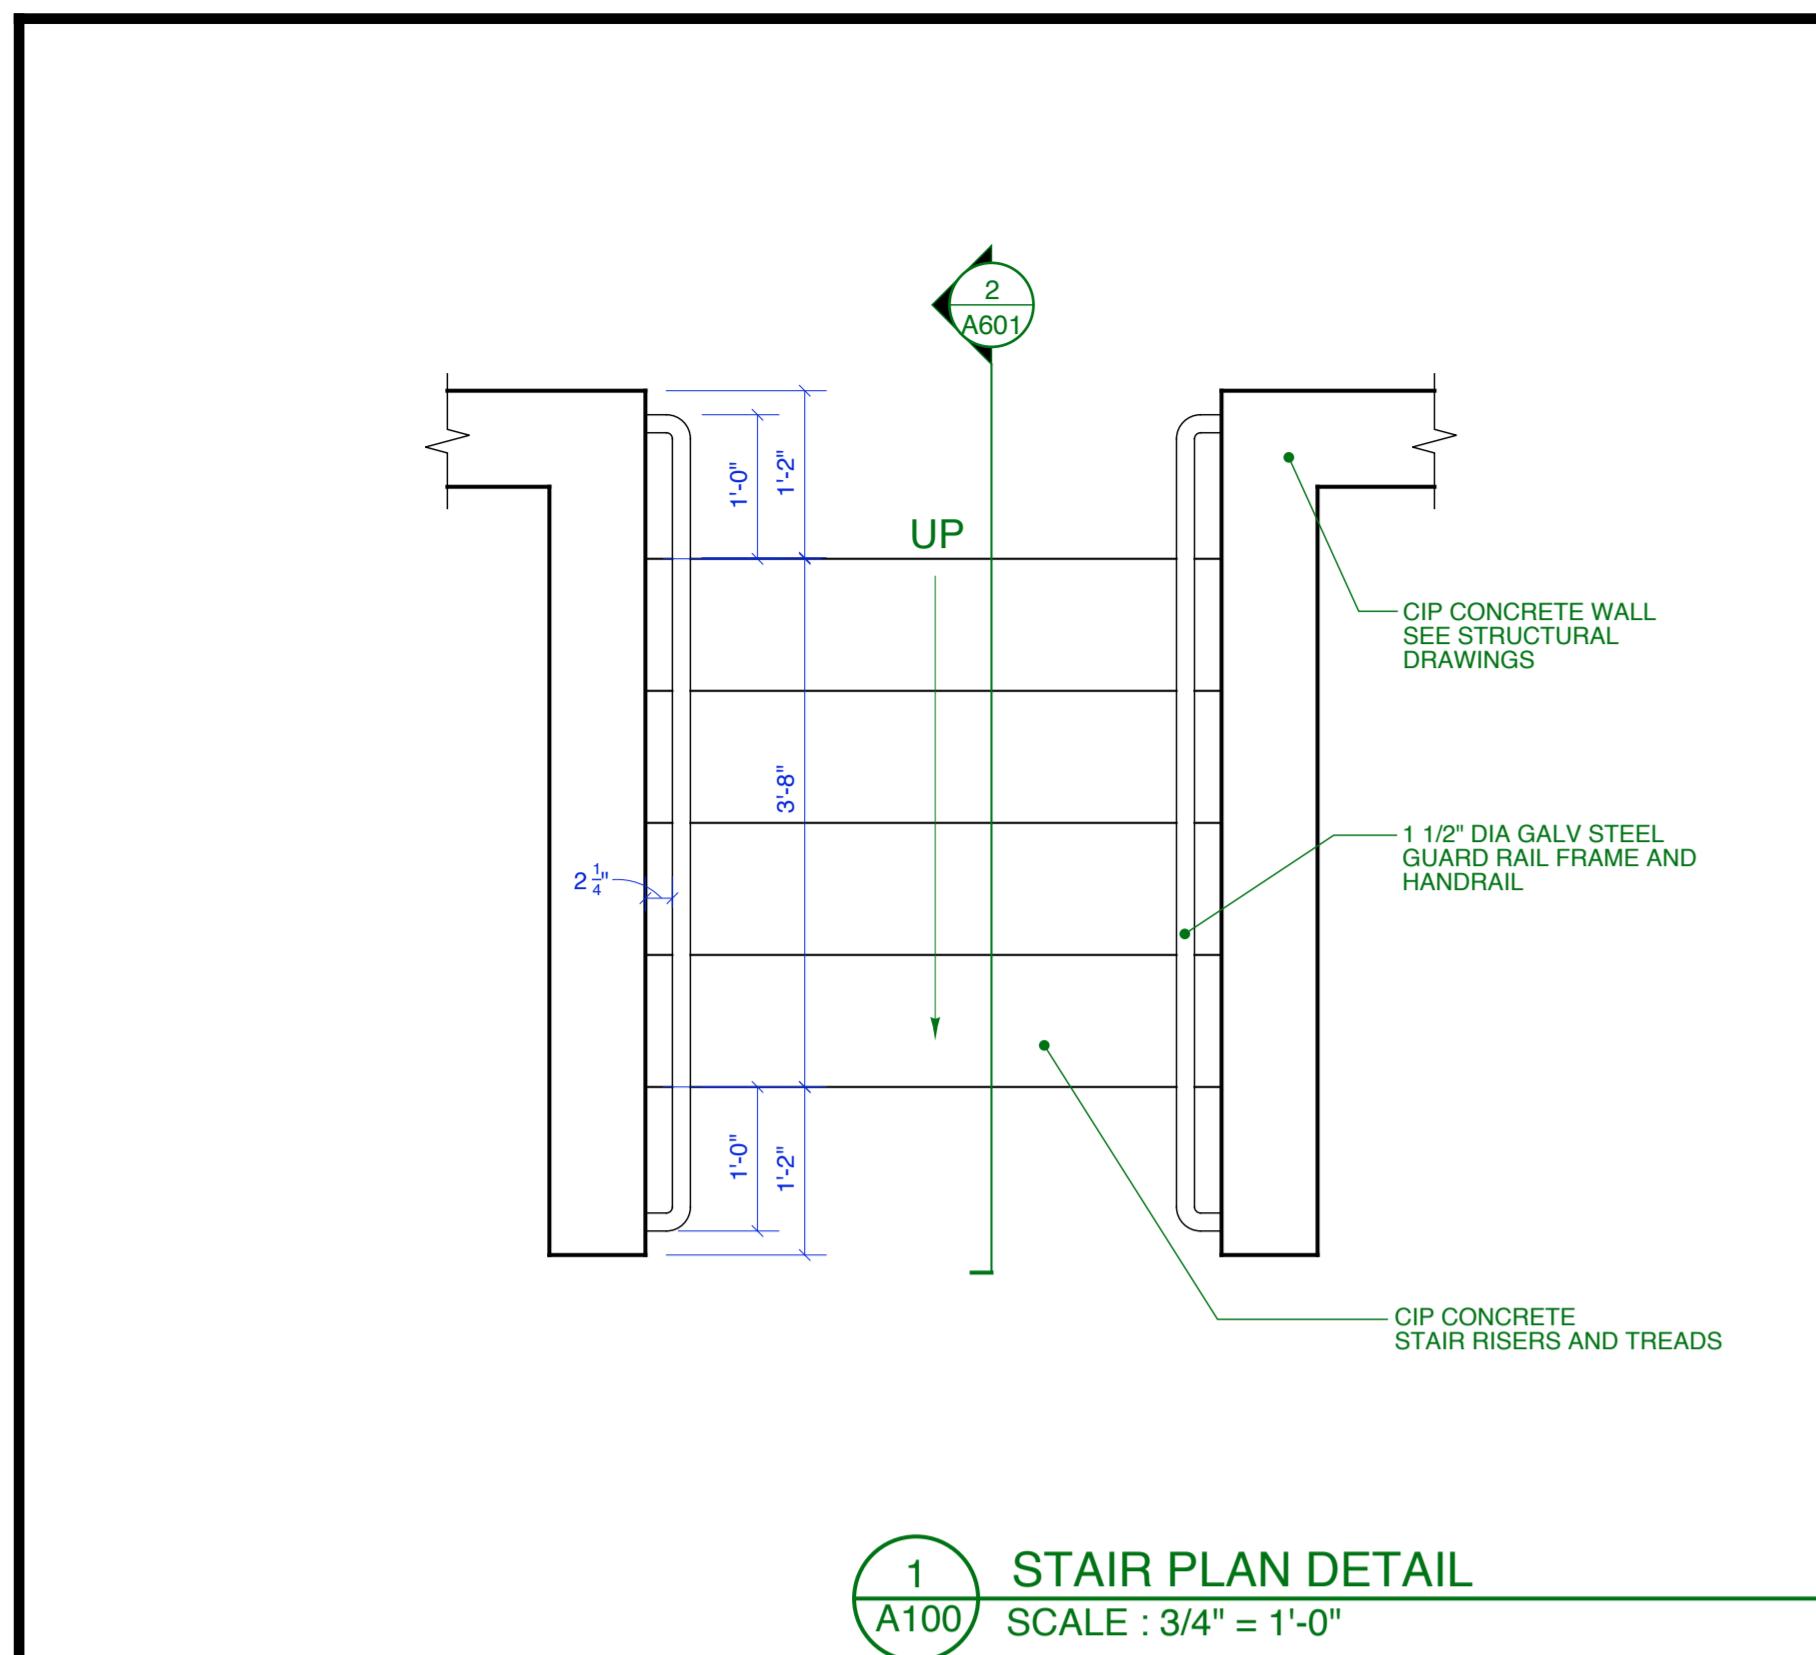 2
A601
1'-0"
1'-2"
UP
CIP CONCRETE WALL
SEE STRUCTURAL
DRAWINGS
3'-8"
1 1/2" DIA GALV STEEL
GUARD RAIL FRAME AND
HANDRAIL
2 1/4"
1'-0"
1'-2"
CIP CONCRETE
STAIR RISERS AND TREADS
1
A100
STAIR PLAN DETAIL
SCALE : 3/4" = 1'-0"